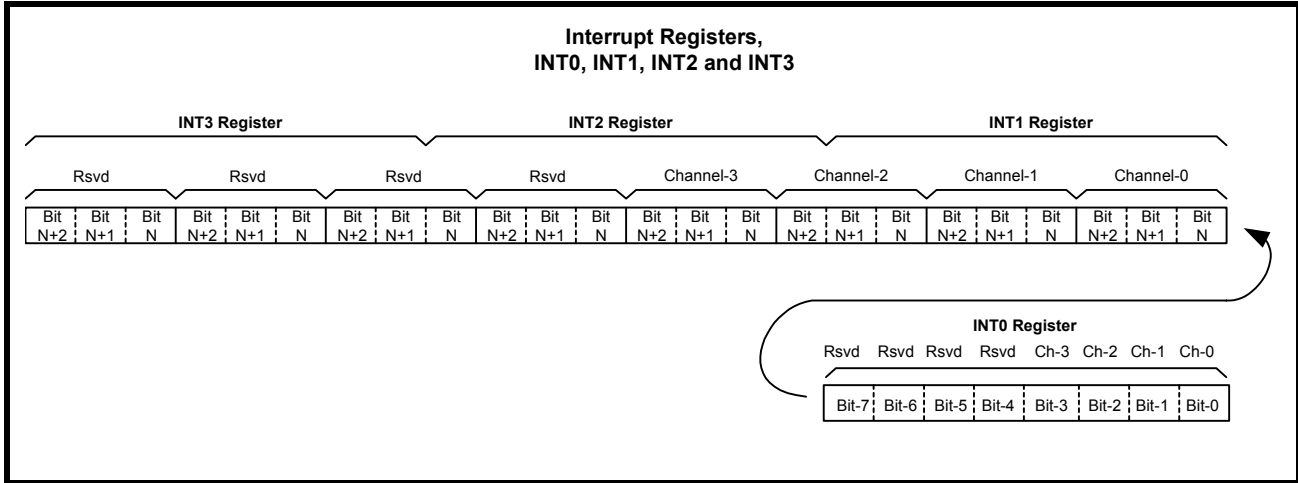 Interrupt Registers,
INT0, INT1, INT2 and INT3
INT3 Register INT2 Register INT1 Register
Rsvd Rsvd Rsvd Rsvd Channel-3 Channel-2 Channel-1 Channel-0
Bit Bit Bit Bit Bit Bit Bit Bit Bit Bit Bit Bit Bit Bit Bit Bit Bit Bit Bit Bit Bit Bit Bit Bit
N+2 N+1 N N+2 N+1 N N+2 N+1 N N+2 N+1 N N+2 N+1 N N+2 N+1 N N+2 N+1 N N+2 N+1 N
INT0 Register
Rsvd Rsvd Rsvd Rsvd Ch-3 Ch-2 Ch-1 Ch-0
Bit-7 Bit-6 Bit-5 Bit-4 Bit-3 Bit-2 Bit-1 Bit-0